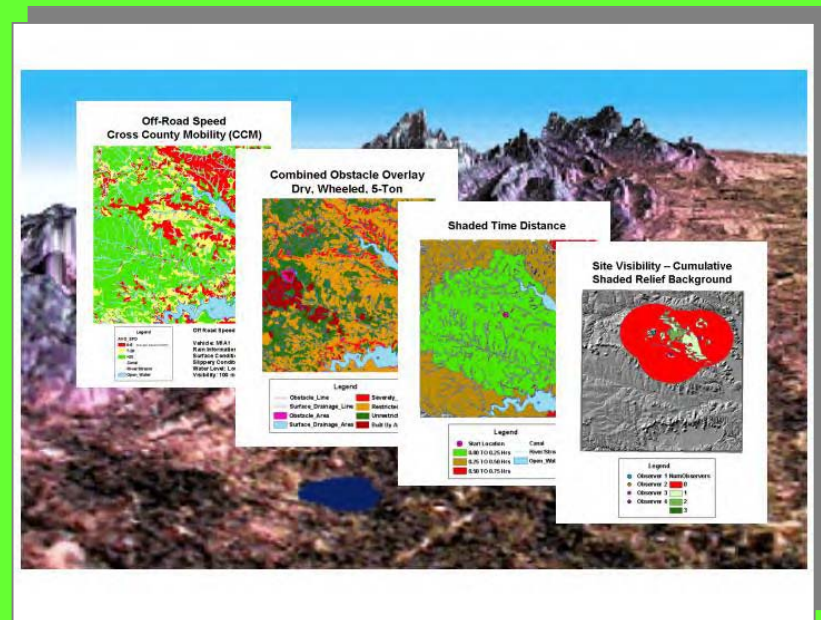 Off-Road Speed
Cross County Mobility (CCM)
Legend
Open_Water
Off Road Speed
Vehicle: M1A1
Rain Information
Surface Conditi
Slippery Conditi
Water Level: Lo
Visibility: 100 m
Combined Obstacle Overlay
Dry, Wheeled, 5-Ton
Legend
Obstacle_Line
Surface_Drainage_Line
Obstacle_Area
Surface_Drainage_Area
Severely_
Restricted
Unrestrict
Built Up A
Shaded Time Distance
Legend
Start Location
0.00 TO 0.25 Hrs
0.25 TO 0.50 Hrs
0.50 TO 0.75 Hrs
Canal
River/Strea
Open_Wat
Site Visibility – Cumulative
Shaded Relief Background
Legend
Observer 1
Observer 2
Observer 3
Observer 4
NumObservers
0
1
2
3